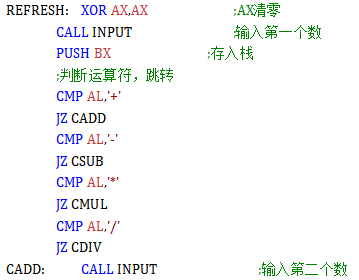 REFRESH: XOR AX,AX ;AX清零
CALL INPUT ;输入第一个数
PUSH BX ;存入栈
;判断运算符，跳转
CMP AL,'+'
JZ CADD
CMP AL,'-'
JZ CSUB
CMP AL,'*'
JZ CMUL
CMP AL,'/'
JZ CDIV
CADD: CALL INPUT ;输入第二个数